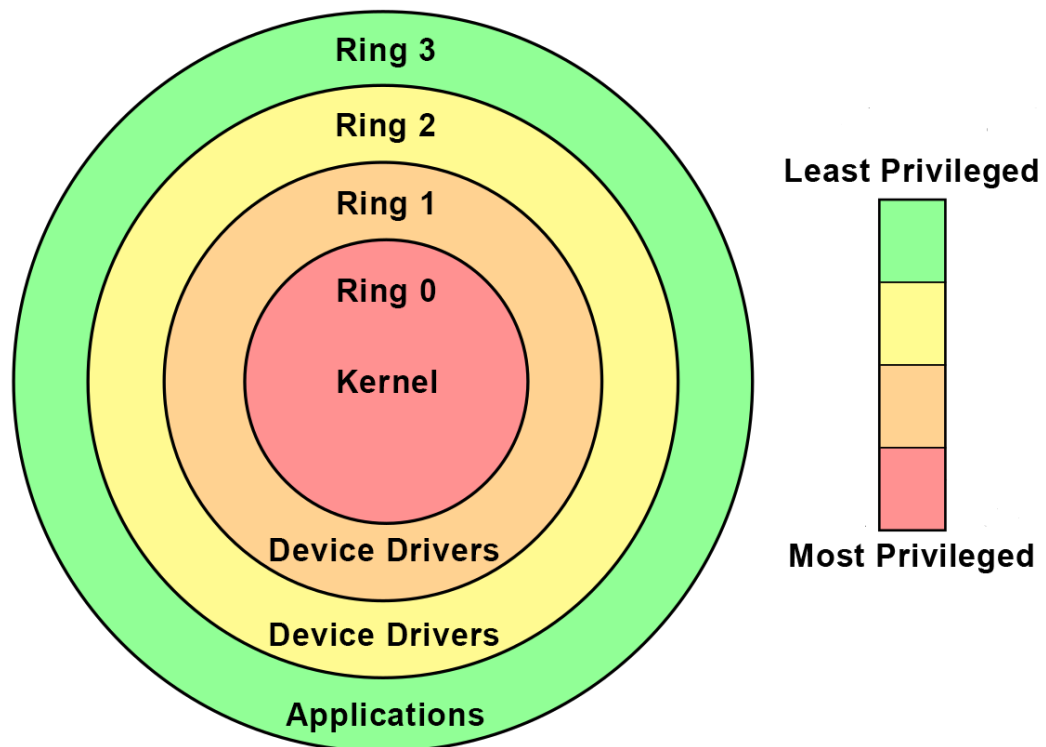 Ring 3
Ring 2
Ring 1
Ring 0
Kernel
Device Drivers
Device Drivers
Applications
Least Privileged
Most Privileged